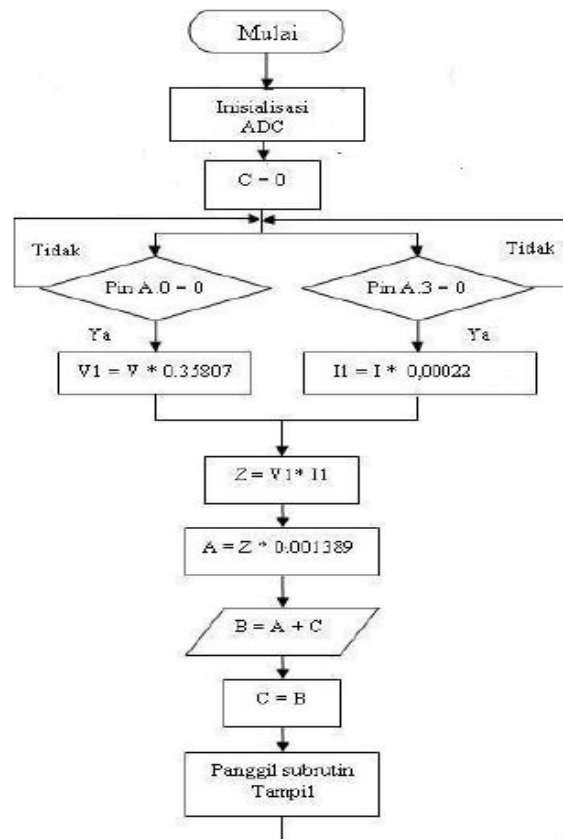 Mulai
Inisialisasi
ADC
C = 0
Tidak
Tidak
Pin A.0 = 0
Pin A.3 = 0
Ya
Ya
V1 = V * 0.35807
I1 = I * 0,00022
Z = V1* I1
A = Z * 0.001389
B = A + C
C = B
Panggil subrutin
Tampil